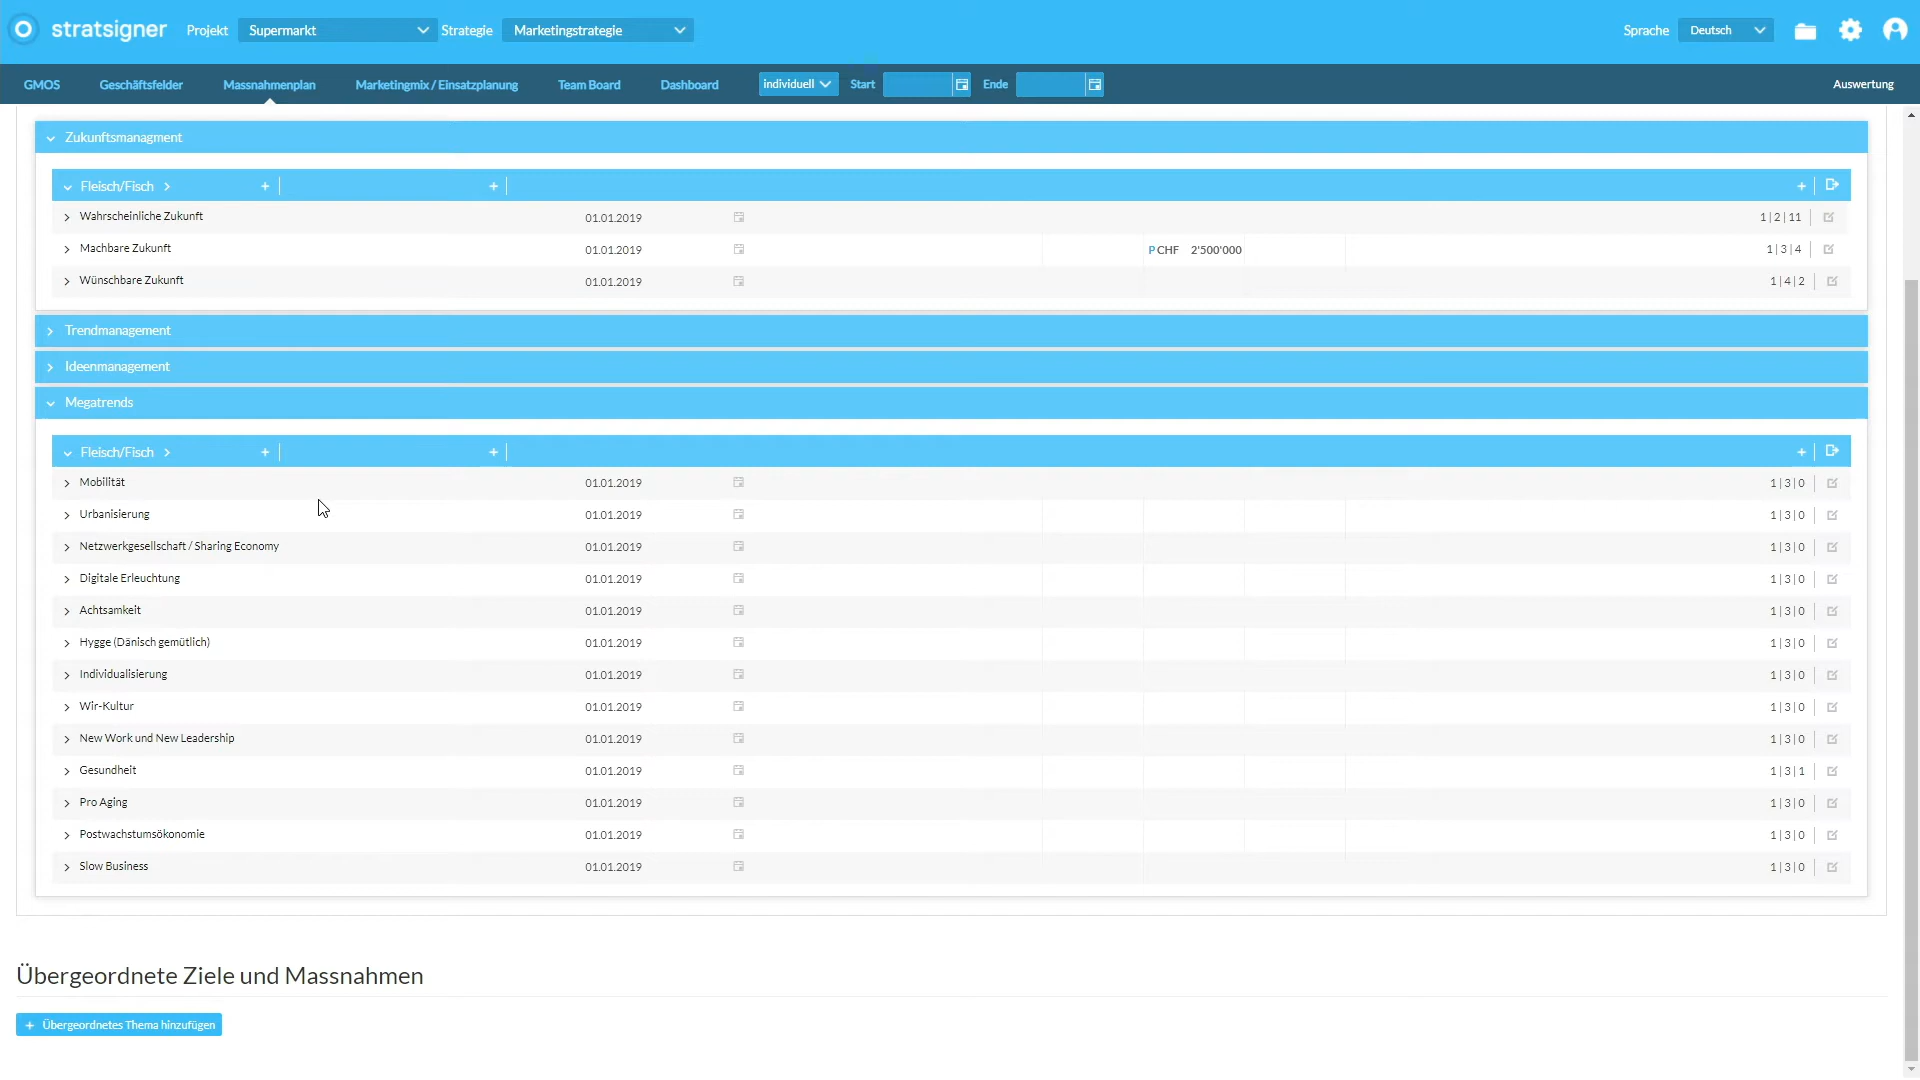 stratsigner Projekt Supermarkt Strategie Marketingstrategie Sprache Deutsch
GMOS Geschäftsfelder Massnahmenplan Marketingmix / Einsatzplanung Team Board Dashboard individuell Start Ende Auswertung
Zukunftsmanagment
Fleisch/Fisch
Wahrscheinliche Zukunft 01.01.2019 1 | 2 | 11
Machbare Zukunft 01.01.2019 P CHF 2'500'000 1 | 3 | 4
Wünschbare Zukunft 01.01.2019 1 | 4 | 2
Trendmanagement
Ideenmanagement
Megatrends
Fleisch/Fisch
Mobilität 01.01.2019 1 | 3 | 0
Urbanisierung 01.01.2019 1 | 3 | 0
Netzwerkgesellschaft / Sharing Economy 01.01.2019 1 | 3 | 0
Digitale Erleuchtung 01.01.2019 1 | 3 | 0
Achtsamkeit 01.01.2019 1 | 3 | 0
Hygge (Dänisch gemütlich) 01.01.2019 1 | 3 | 0
Individualisierung 01.01.2019 1 | 3 | 0
Wir-Kultur 01.01.2019 1 | 3 | 0
New Work und New Leadership 01.01.2019 1 | 3 | 0
Gesundheit 01.01.2019 1 | 3 | 1
Pro Aging 01.01.2019 1 | 3 | 0
Postwachstumsökonomie 01.01.2019 1 | 3 | 0
Slow Business 01.01.2019 1 | 3 | 0
Übergeordnete Ziele und Massnahmen
+ Übergeordnetes Thema hinzufügen